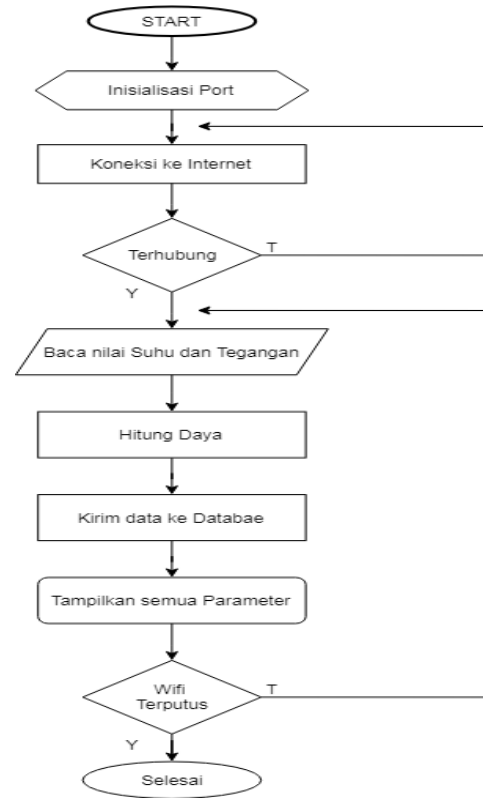 START
Inisialisasi Port
Koneksi ke Internet
Terhubung
T
Y
Baca nilai Suhu dan Tegangan
Hitung Daya
Kirim data ke Databae
Tampilkan semua Parameter
Wifi
Terputus
T
Y
Selesai